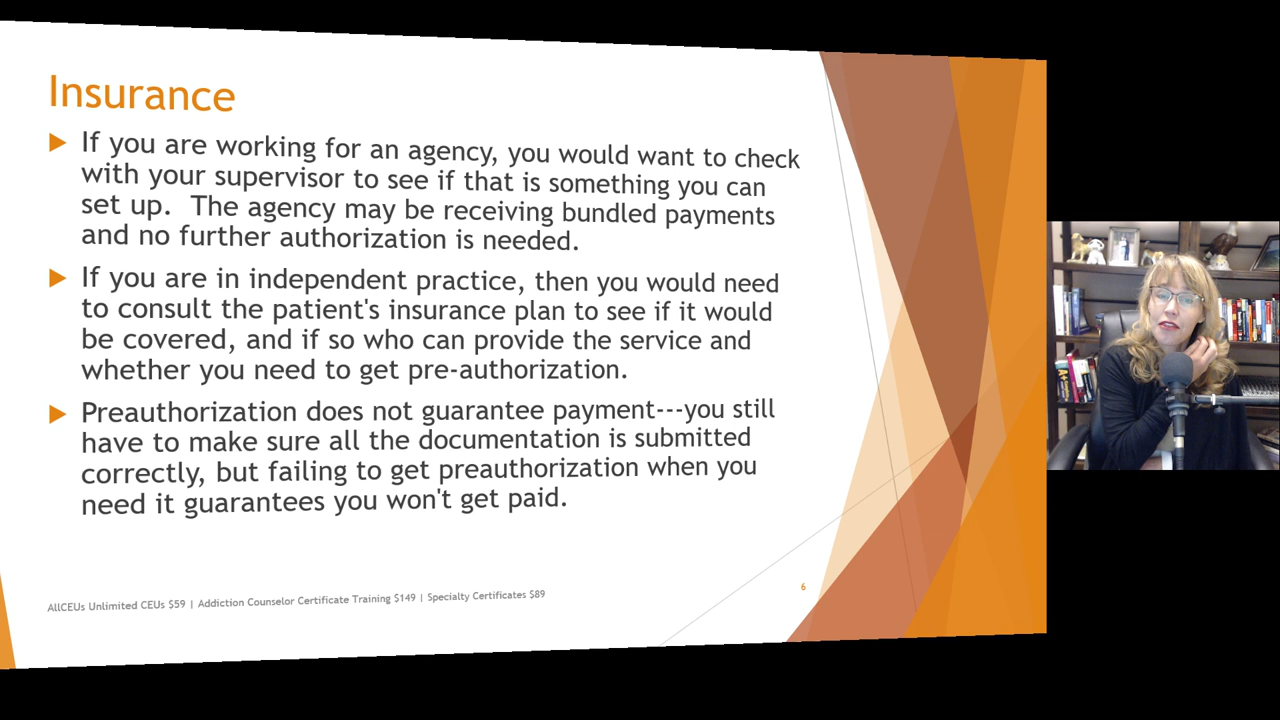 Insurance
If you are working for an agency, you would want to check
with your supervisor to see if that is something you can
set up.  The agency may be receiving bundled payments
and no further authorization is needed.
If you are in independent practice, then you would need
to consult the patient's insurance plan to see if it would
be covered, and if so who can provide the service and
whether you need to get pre-authorization.
Preauthorization does not guarantee payment---you still
have to make sure all the documentation is submitted
correctly, but failing to get preauthorization when you
need it guarantees you won't get paid.
AllCEUs Unlimited CEUs $59 | Addiction Counselor Certificate Training $149 | Specialty Certificates $89
6